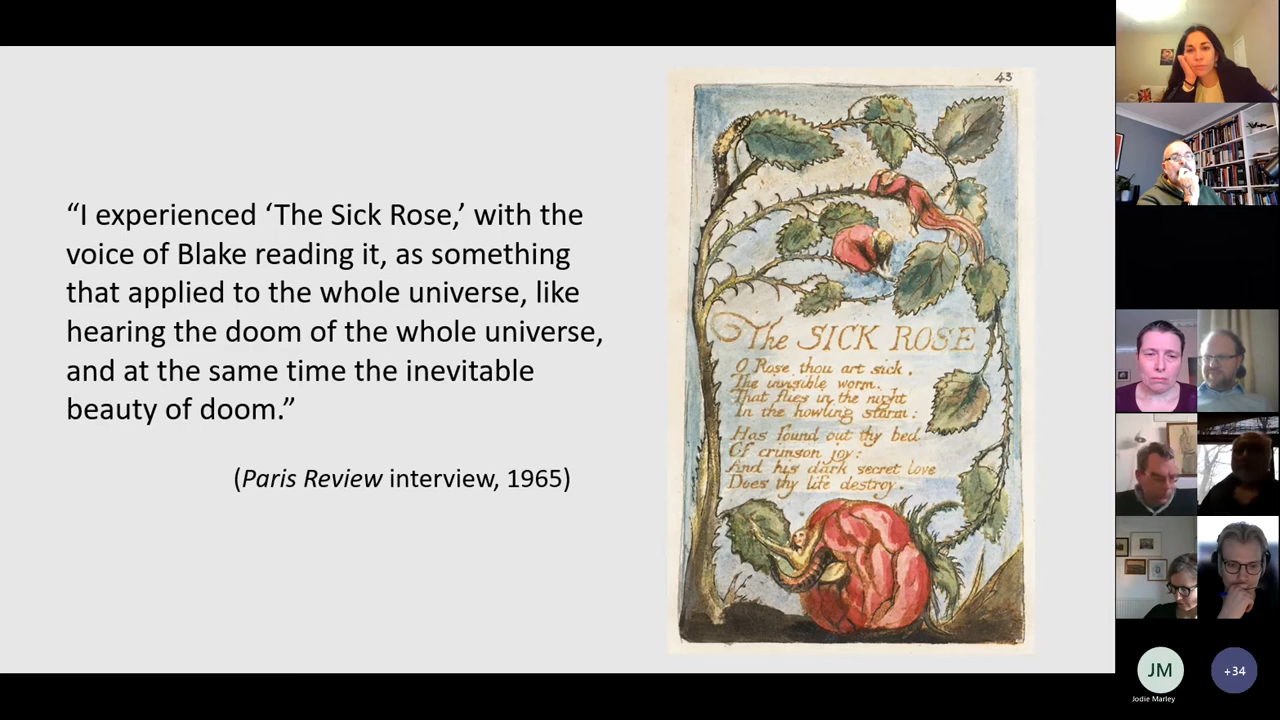 “I experienced ‘The Sick Rose,’ with the
voice of Blake reading it, as something
that applied to the whole universe, like
hearing the doom of the whole universe,
and at the same time the inevitable
beauty of doom.”
(Paris Review interview, 1965)
43
The SICK ROSE
O Rose thou art sick.
The invisible worm.
That flies in the night
In the howling storm:
Has found out thy bed
Of crimson joy:
And his dark secret love
Does thy life destroy.
JM
Jodie Marley
+34